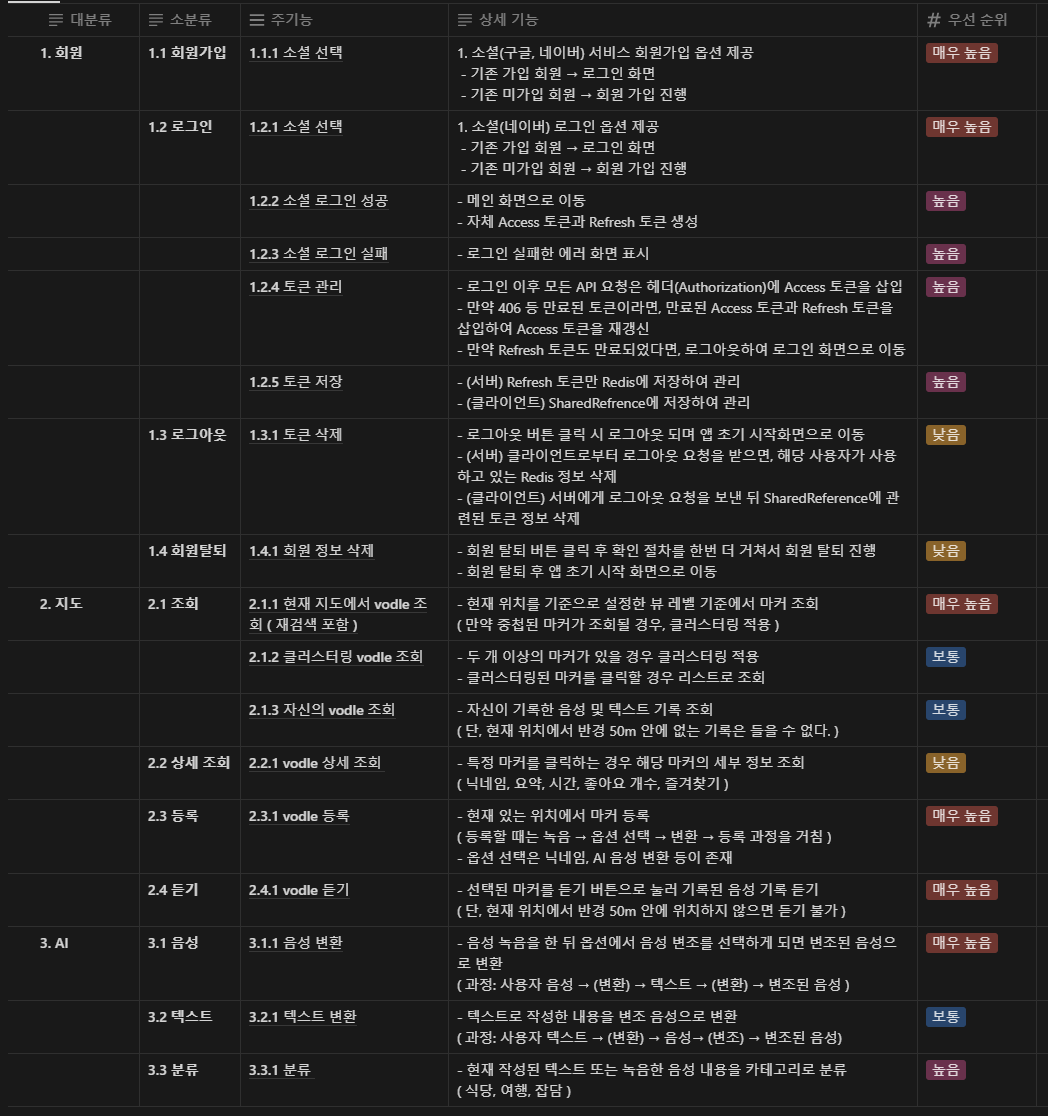 대분류 소분류 주기능 상세 기능 # 우선 순위
1. 회원 1.1 회원가입 1.1.1 소셜 선택 1. 소셜(구글, 네이버) 서비스 회원가입 옵션 제공 매우 높음
- 기존 가입 회원 → 로그인 화면
- 기존 미가입 회원 → 회원 가입 진행
1.2 로그인 1.2.1 소셜 선택 1. 소셜(네이버) 로그인 옵션 제공 매우 높음
- 기존 가입 회원 → 로그인 화면
- 기존 미가입 회원 → 회원 가입 진행
1.2.2 소셜 로그인 성공 - 메인 화면으로 이동 높음
- 자체 Access 토큰과 Refresh 토큰 생성
1.2.3 소셜 로그인 실패 - 로그인 실패한 에러 화면 표시 높음
1.2.4 토큰 관리 - 로그인 이후 모든 API 요청은 헤더(Authorization)에 Access 토큰을 삽입 높음
- 만약 406 등 만료된 토큰이라면, 만료된 Access 토큰과 Refresh 토큰을
삽입하여 Access 토큰을 재갱신
- 만약 Refresh 토큰도 만료되었다면, 로그아웃하여 로그인 화면으로 이동
1.2.5 토큰 저장 - (서버) Refresh 토큰만 Redis에 저장하여 관리 높음
- (클라이언트) SharedRefrence에 저장하여 관리
1.3 로그아웃 1.3.1 토큰 삭제 - 로그아웃 버튼 클릭 시 로그아웃 되며 앱 초기 시작화면으로 이동 낮음
- (서버) 클라이언트로부터 로그아웃 요청을 받으면, 해당 사용자가 사용
하고 있는 Redis 정보 삭제
- (클라이언트) 서버에게 로그아웃 요청을 보낸 뒤 SharedReference에 관
련된 토큰 정보 삭제
1.4 회원탈퇴 1.4.1 회원 정보 삭제 - 회원 탈퇴 버튼 클릭 후 확인 절차를 한번 더 거쳐서 회원 탈퇴 진행 낮음
- 회원 탈퇴 후 앱 초기 시작 화면으로 이동
2. 지도 2.1 조회 2.1.1 현재 지도에서 vodle 조 - 현재 위치를 기준으로 설정한 뷰 레벨 기준에서 마커 조회 매우 높음
회 ( 재검색 포함 ) ( 만약 중첩된 마커가 조회될 경우, 클러스터링 적용 )
2.1.2 클러스터링 vodle 조회 - 두 개 이상의 마커가 있을 경우 클러스터링 적용 보통
- 클러스터링된 마커를 클릭할 경우 리스트로 조회
2.1.3 자신의 vodle 조회 - 자신이 기록한 음성 및 텍스트 기록 조회 보통
( 단, 현재 위치에서 반경 50m 안에 없는 기록은 들을 수 없다. )
2.2 상세 조회 2.2.1 vodle 상세 조회 - 특정 마커를 클릭하는 경우 해당 마커의 세부 정보 조회 낮음
( 닉네임, 요약, 시간, 좋아요 개수, 즐겨찾기 )
2.3 등록 2.3.1 vodle 등록 - 현재 있는 위치에서 마커 등록 매우 높음
( 등록할 때는 녹음 → 옵션 선택 → 변환 → 등록 과정을 거침 )
- 옵션 선택은 닉네임, AI 음성 변환 등이 존재
2.4 듣기 2.4.1 vodle 듣기 - 선택된 마커를 듣기 버튼으로 눌러 기록된 음성 기록 듣기 매우 높음
( 단, 현재 위치에서 반경 50m 안에 위치하지 않으면 듣기 불가 )
3. AI 3.1 음성 3.1.1 음성 변환 - 음성 녹음을 한 뒤 옵션에서 음성 변조를 선택하게 되면 변조된 음성으 매우 높음
로 변환
( 과정: 사용자 음성 → (변환) → 텍스트 → (변환) → 변조된 음성 )
3.2 텍스트 3.2.1 텍스트 변환 - 텍스트로 작성한 내용을 변조 음성으로 변환 보통
( 과정: 사용자 텍스트 → (변환) → 음성→ (변조) → 변조된 음성)
3.3 분류 3.3.1 분류 - 현재 작성된 텍스트 또는 녹음한 음성 내용을 카테고리로 분류 높음
( 식당, 여행, 잡담 )